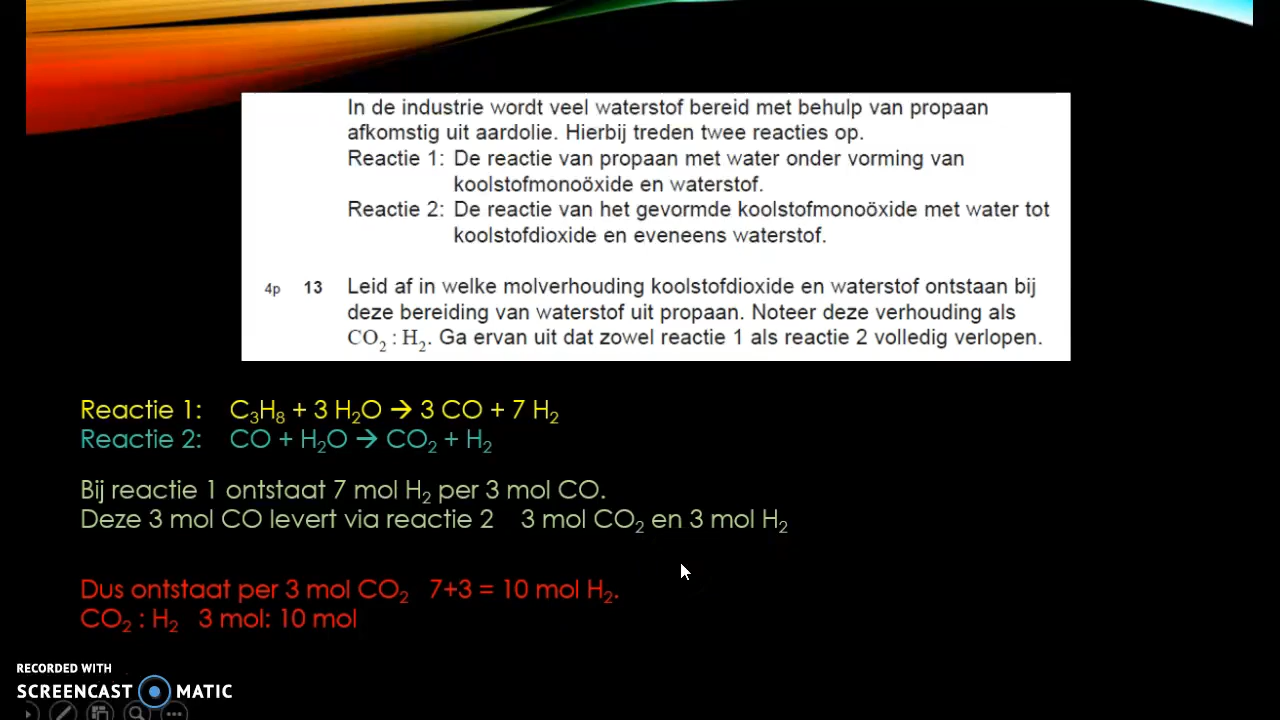 In de industrie wordt veel waterstof bereid met behulp van propaan
afkomstig uit aardolie. Hierbij treden twee reacties op.
Reactie 1: De reactie van propaan met water onder vorming van
koolstofmonoöxide en waterstof.
Reactie 2: De reactie van het gevormde koolstofmonoöxide met water tot
koolstofdioxide en eveneens waterstof.
4p 13 Leid af in welke molverhouding koolstofdioxide en waterstof ontstaan bij
deze bereiding van waterstof uit propaan. Noteer deze verhouding als
CO₂ : H₂. Ga ervan uit dat zowel reactie 1 als reactie 2 volledig verlopen.
Reactie 1: C₃H₈ + 3 H₂O → 3 CO + 7 H₂
Reactie 2: CO + H₂O → CO₂ + H₂
Bij reactie 1 ontstaat 7 mol H₂ per 3 mol CO.
Deze 3 mol CO levert via reactie 2 3 mol CO₂ en 3 mol H₂
Dus ontstaat per 3 mol CO₂ 7+3 = 10 mol H₂.
CO₂ : H₂ 3 mol: 10 mol
RECORDED WITH
SCREENCAST MATIC